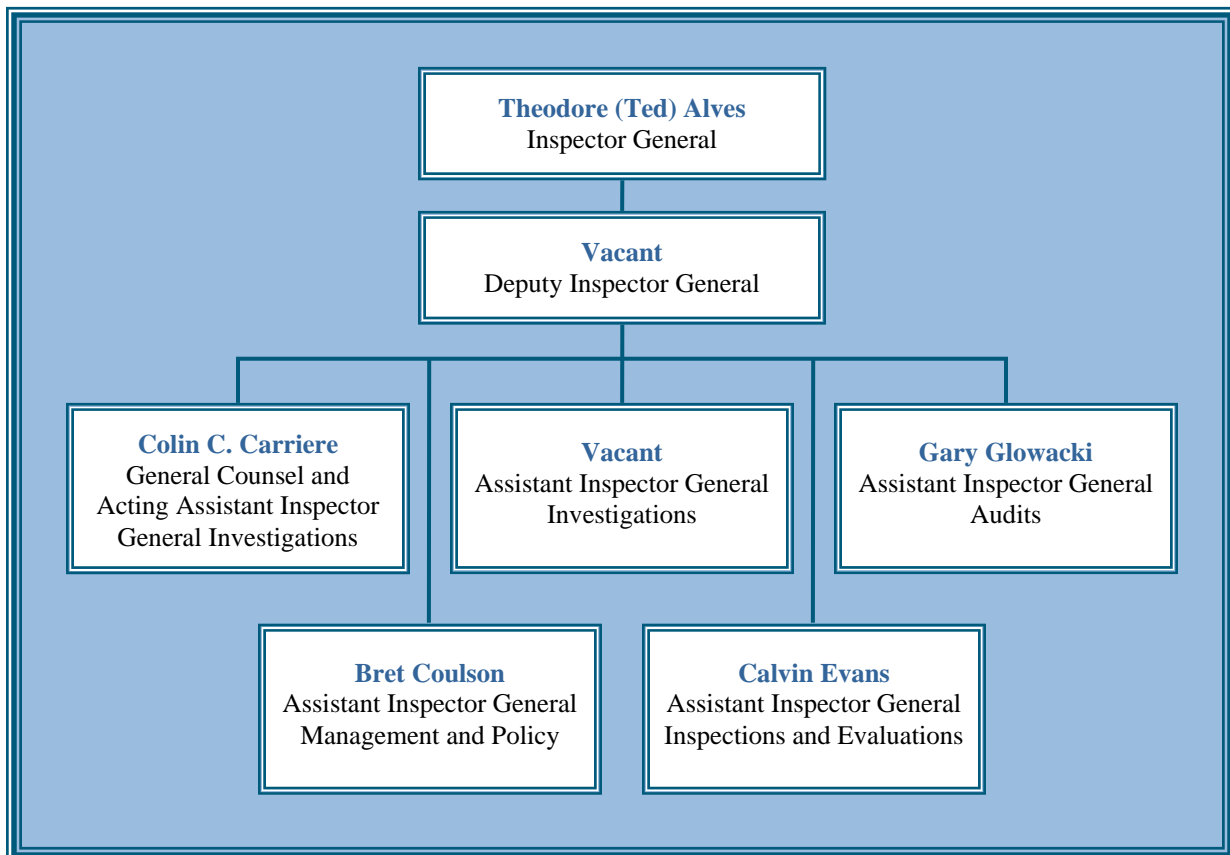 Theodore (Ted) Alves
Inspector General
Vacant
Deputy Inspector General
Colin C. Carriere
General Counsel and
Acting Assistant Inspector
General Investigations
Vacant
Assistant Inspector General
Investigations
Gary Glowacki
Assistant Inspector General
Audits
Bret Coulson
Assistant Inspector General
Management and Policy
Calvin Evans
Assistant Inspector General
Inspections and Evaluations